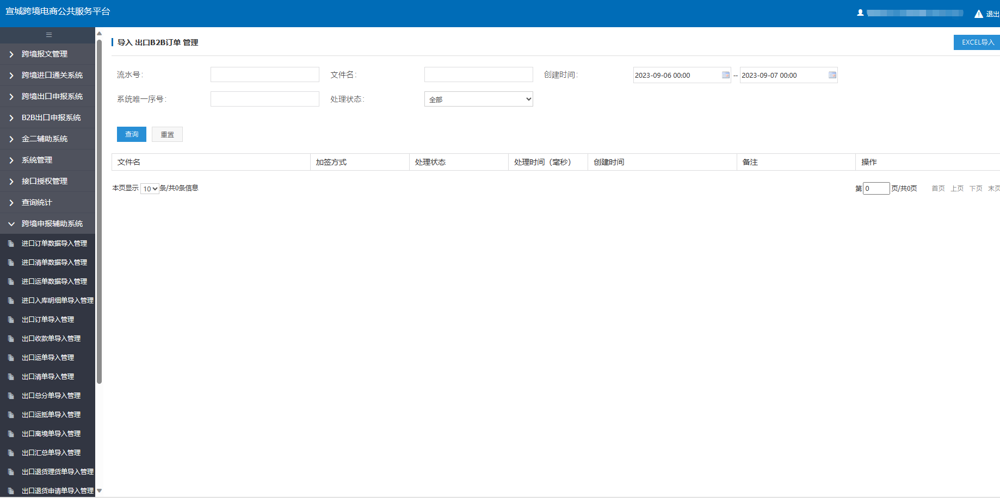 宣城跨境电商公共服务平台
退出
跨境报文管理
跨境进口通关系统
跨境出口申报系统
B2B出口申报系统
金二辅助系统
系统管理
接口授权管理
查询统计
跨境申报辅助系统
进口订单数据导入管理
进口清单数据导入管理
进口运单数据导入管理
进口入库明细单导入管理
出口订单导入管理
出口收款单导入管理
出口运单导入管理
出口清单导入管理
出口总分单导入管理
出口运抵单导入管理
出口离境单导入管理
出口汇总单导入管理
出口退货理货单导入管理
出口退货申请单导入管理
导入 出口B2B订单 管理
EXCEL导入
流水号: 文件名: 创建时间: 2023-09-06 00:00 -- 2023-09-07 00:00
系统唯一序号: 处理状态: 全部
查询 重置
文件名 加签方式 处理状态 处理时间（毫秒） 创建时间 备注 操作
本页显示 10 条/共0条信息 第 0 页/共0页 首页 上页 下页 末页